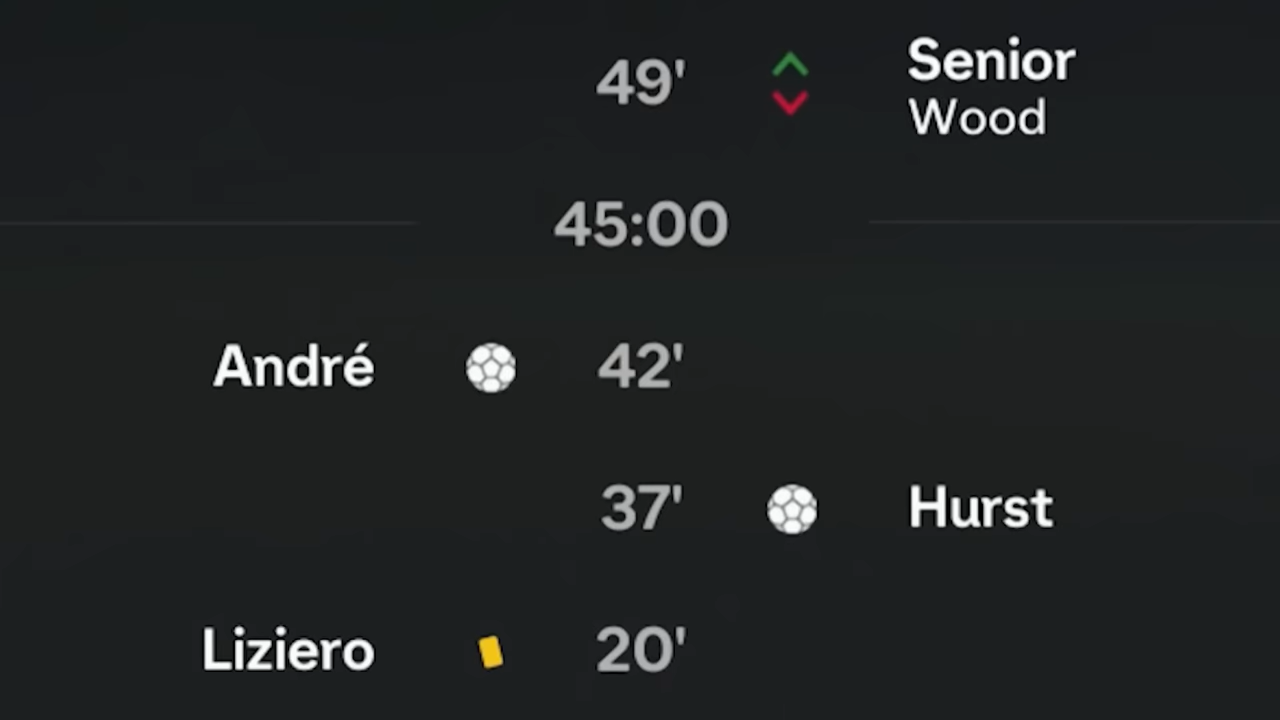 49'
Senior
Wood
45:00
André 42'
37' Hurst
Liziero 20'